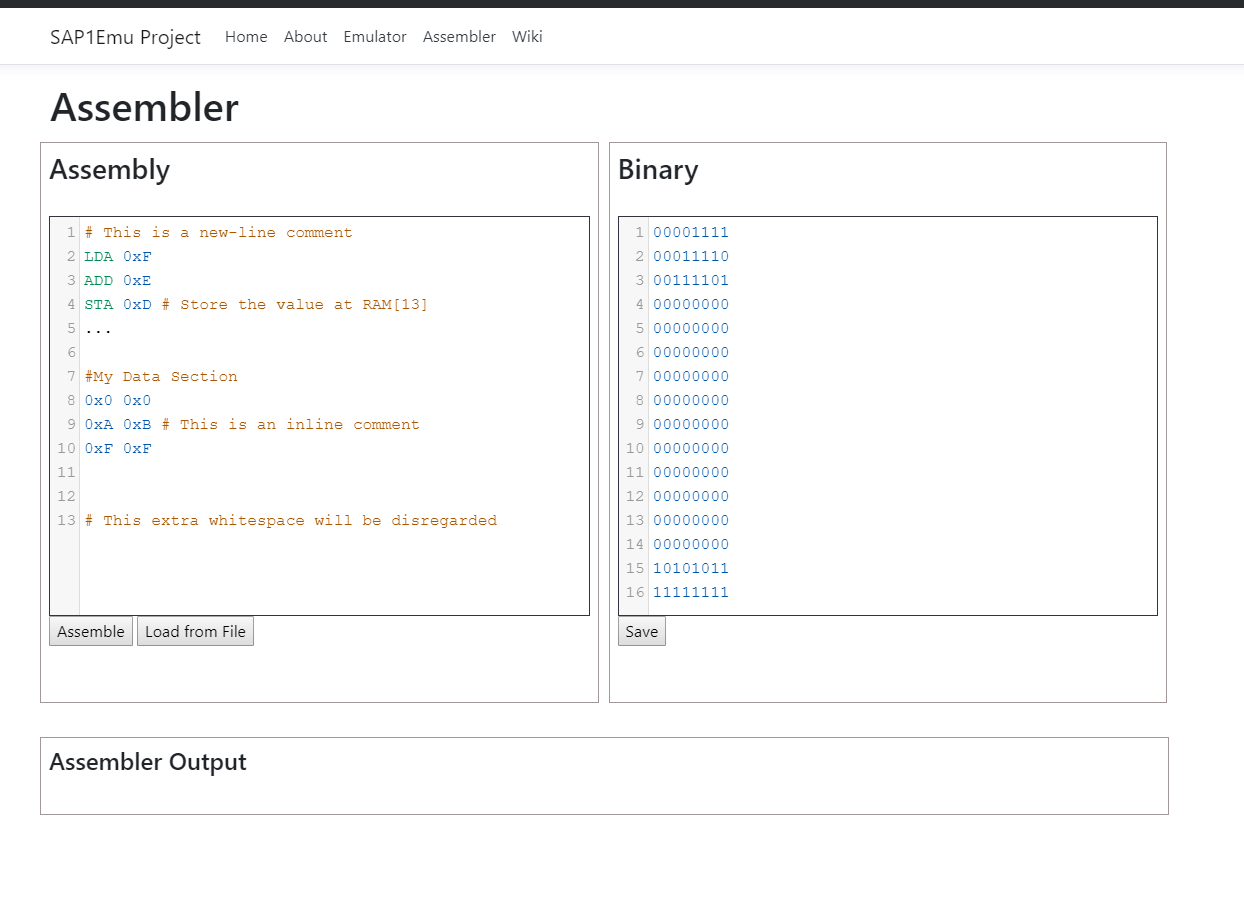 SAP1Emu Project Home About Emulator Assembler Wiki
Assembler
Assembly
1 # This is a new-line comment
2 LDA 0xF
3 ADD 0xE
4 STA 0xD # Store the value at RAM[13]
5 ...
6
7 #My Data Section
8 0x0 0x0
9 0xA 0xB # This is an inline comment
10 0xF 0xF
11
12
13 # This extra whitespace will be disregarded
Assemble Load from File
Binary
1 00001111
2 00011110
3 00111101
4 00000000
5 00000000
6 00000000
7 00000000
8 00000000
9 00000000
10 00000000
11 00000000
12 00000000
13 00000000
14 00000000
15 10101011
16 11111111
Save
Assembler Output